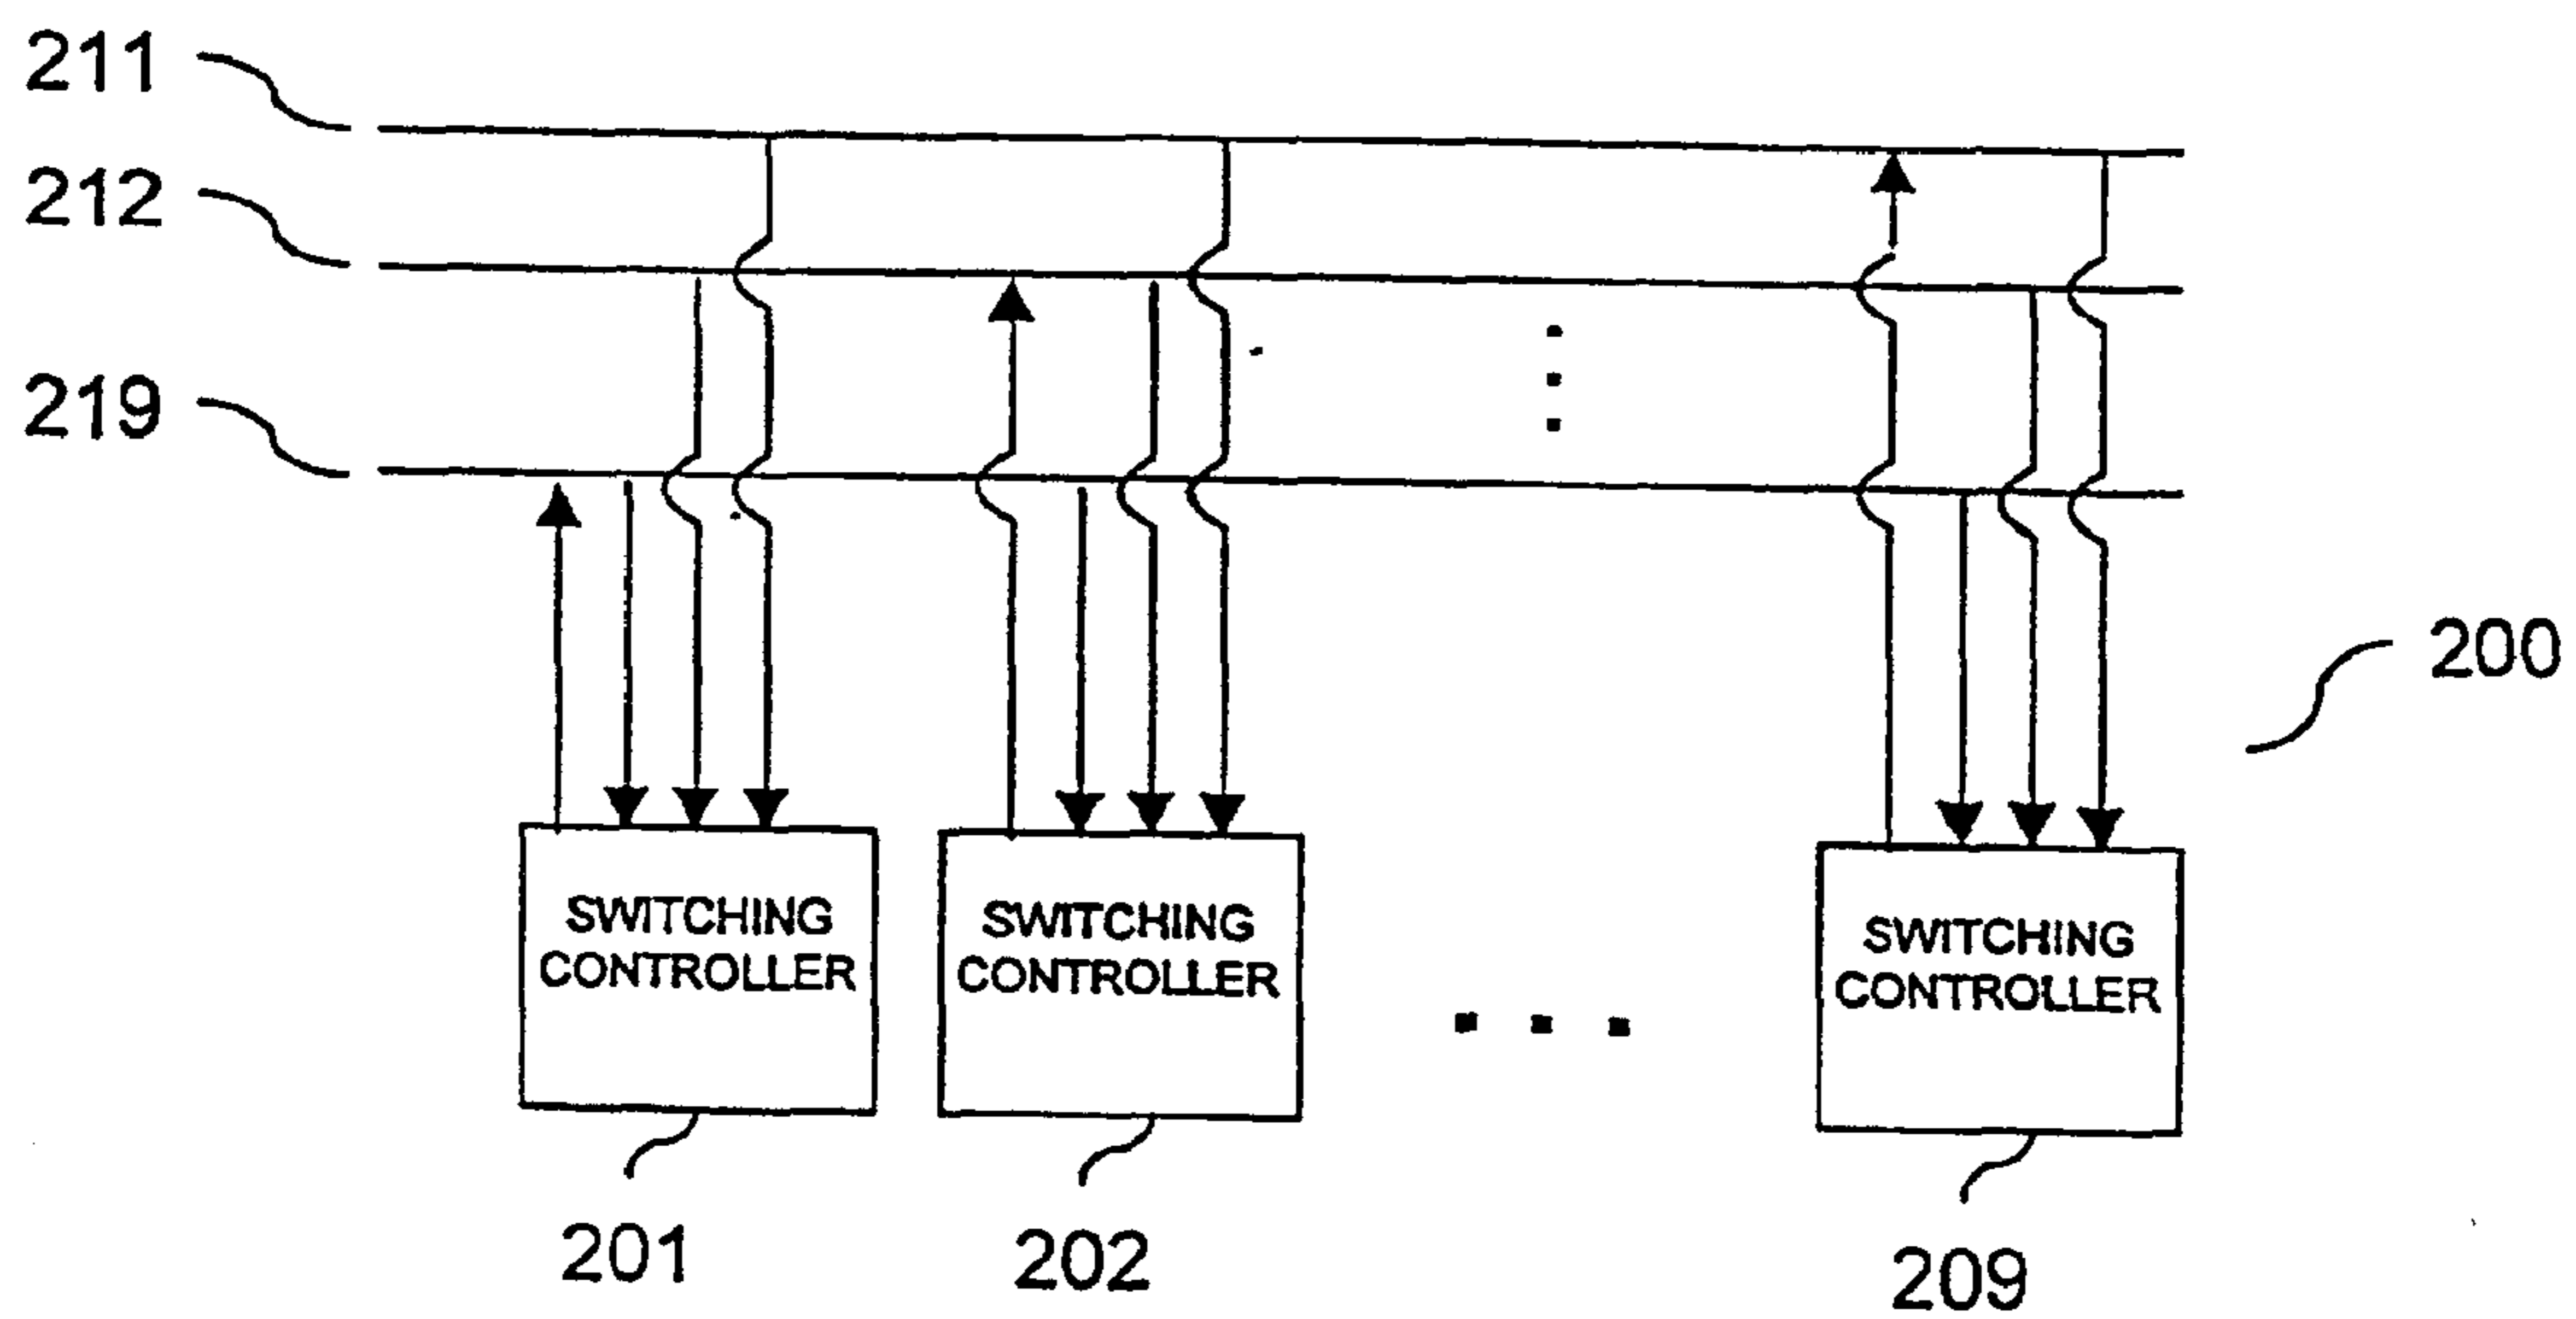 211
212
219
200
SWITCHING
CONTROLLER
SWITCHING
CONTROLLER
SWITCHING
CONTROLLER
201
202
209